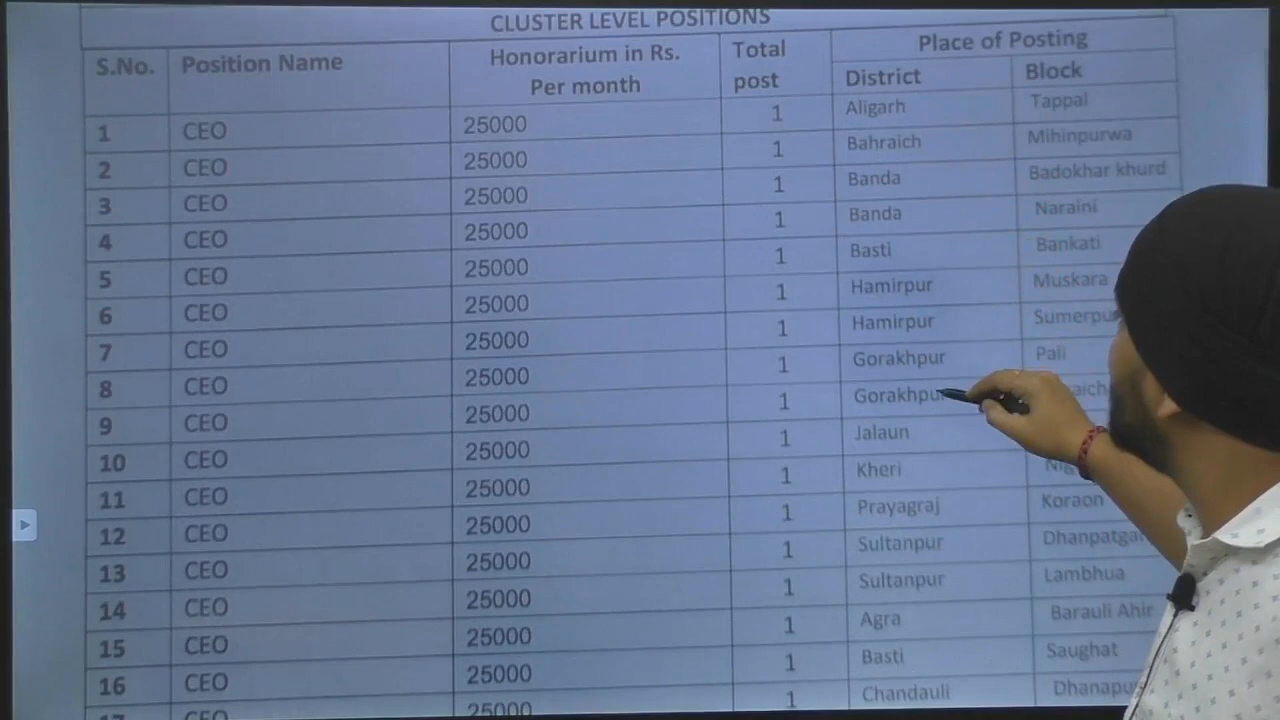 CLUSTER LEVEL POSITIONS
S.No. Position Name Honorarium in Rs. Per month Total post Place of Posting
District Block
1 CEO 25000 1 Aligarh Tappal
2 CEO 25000 1 Bahraich Mihinpurwa
3 CEO 25000 1 Banda Badokhar khurd
4 CEO 25000 1 Banda Naraini
5 CEO 25000 1 Basti Bankati
6 CEO 25000 1 Hamirpur Muskara
7 CEO 25000 1 Hamirpur
8 CEO 25000 1 Gorakhpur Pali
9 CEO 25000 1 Gorakhpur
10 CEO 25000 1 Jalaun
11 CEO 25000 1 Kheri
12 CEO 25000 1 Prayagraj Koraon
13 CEO 25000 1 Sultanpur
14 CEO 25000 1 Sultanpur Lambhua
15 CEO 25000 1 Agra Barauli Ahir
16 CEO 25000 1 Basti Saughat
17 CEO 25000 1 Chandauli